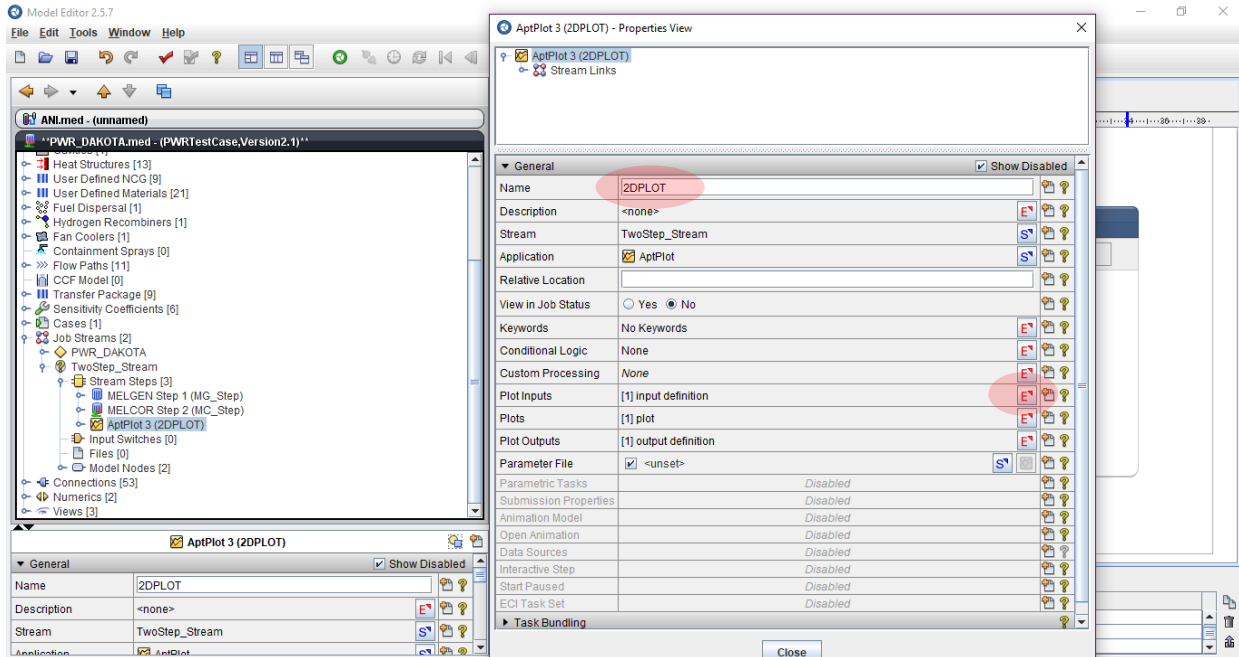 Model Editor 2.5.7
File Edit Tools Window Help
ANI.med - (unnamed)
**PWR_DAKOTA.med - (PWRTestCase,Version2.1)**
Heat Structures [13]
User Defined NCG [9]
User Defined Materials [21]
Fuel Dispersal [1]
Hydrogen Recombiners [1]
Fan Coolers [1]
Containment Sprays [0]
Flow Paths [11]
CCF Model [0]
Transfer Package [9]
Sensitivity Coefficients [6]
Cases [1]
Job Streams [2]
PWR_DAKOTA
TwoStep_Stream
Stream Steps [3]
MELGEN Step 1 (MG_Step)
MELCOR Step 2 (MC_Step)
AptPlot 3 (2DPLOT)
Input Switches [0]
Files [0]
Model Nodes [2]
Connections [53]
Numerics [2]
Views [3]
AptPlot 3 (2DPLOT)
General Show Disabled
Name 2DPLOT
Description <none> E
Stream TwoStep_Stream S
Application AptPlot
AptPlot 3 (2DPLOT) - Properties View
AptPlot 3 (2DPLOT)
Stream Links
General Show Disabled
Name 2DPLOT
Description <none> E
Stream TwoStep_Stream S
Application AptPlot S
Relative Location
View in Job Status Yes No
Keywords No Keywords E
Conditional Logic None E
Custom Processing None E
Plot Inputs [1] input definition E
Plots [1] plot E
Plot Outputs [1] output definition E
Parameter File <unset> S
Parametric Tasks Disabled
Submission Properties Disabled
Animation Model Disabled
Open Animation Disabled
Data Sources Disabled
Interactive Step Disabled
Start Paused Disabled
ECI Task Set Disabled
Task Bundling
Close